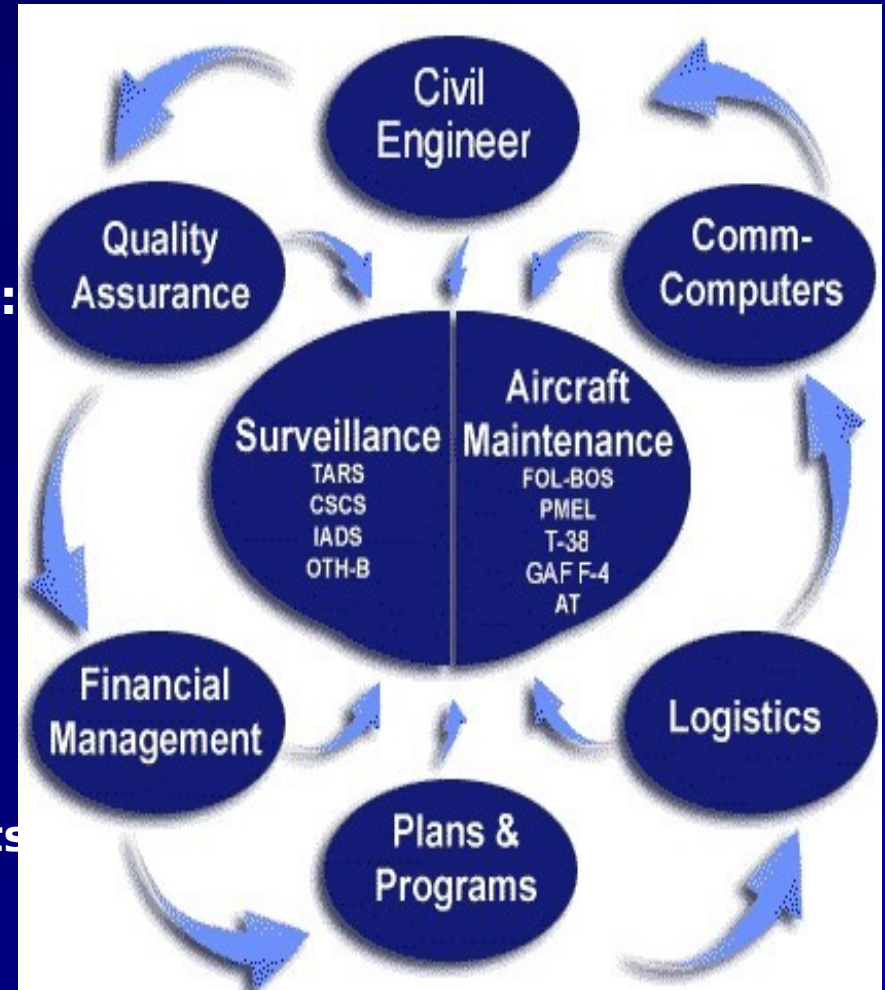 Civil
Engineer
Quality
Assurance
Comm-
Computers
:
Surveillance
TARS
CSCS
IADS
OTH-B
Aircraft
Maintenance
FOL-BOS
PMEL
T-38
GAF F-4
AT
Financial
Management
Logistics
Plans &
Programs